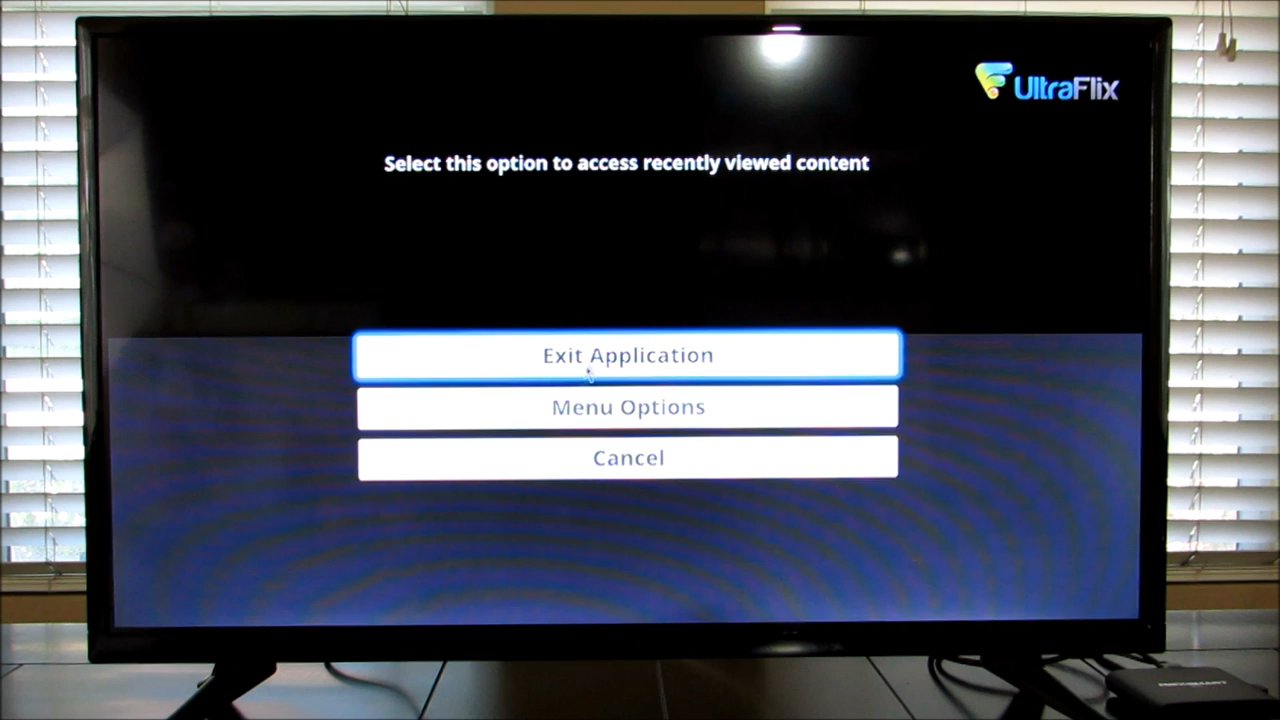 UltraFlix
Select this option to access recently viewed content
Exit Application
Menu Options
Cancel